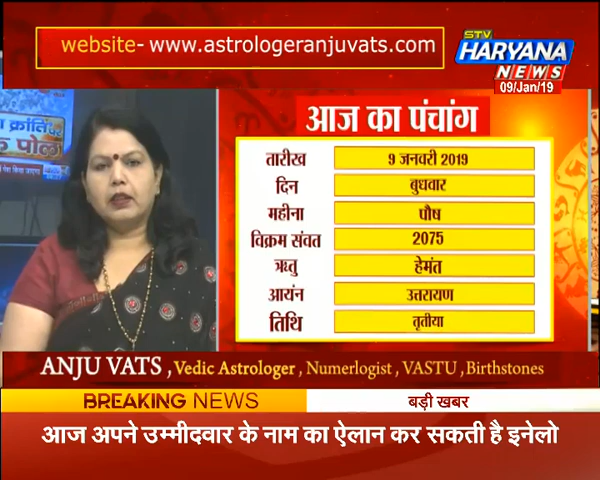 website- www.astrologeranjuvats.com
STV
HARYANA
NEWS
09/Jan/19
आज का पंचांग
तारीख 9 जनवरी 2019
दिन बुधवार
महीना पौष
विक्रम संवत 2075
ऋतु हेमंत
आयंन उत्तरायण
तिथि तृतीया
क्रांति
पोल
ANJU VATS , Vedic Astrologer , Numerlogist , VASTU , Birthstones
BREAKING NEWS बड़ी खबर
आज अपने उम्मीदवार के नाम का ऐलान कर सकती है इनेलो